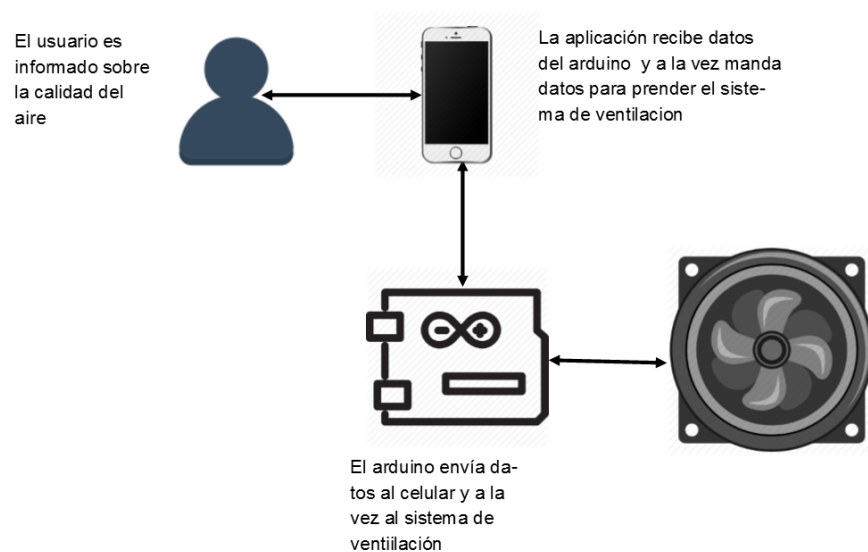 El usuario es
informado sobre
la calidad del
aire
La aplicación recibe datos
del arduino y a la vez manda
datos para prender el siste-
ma de ventilacion
El arduino envía da-
tos al celular y a la
vez al sistema de
ventiilación